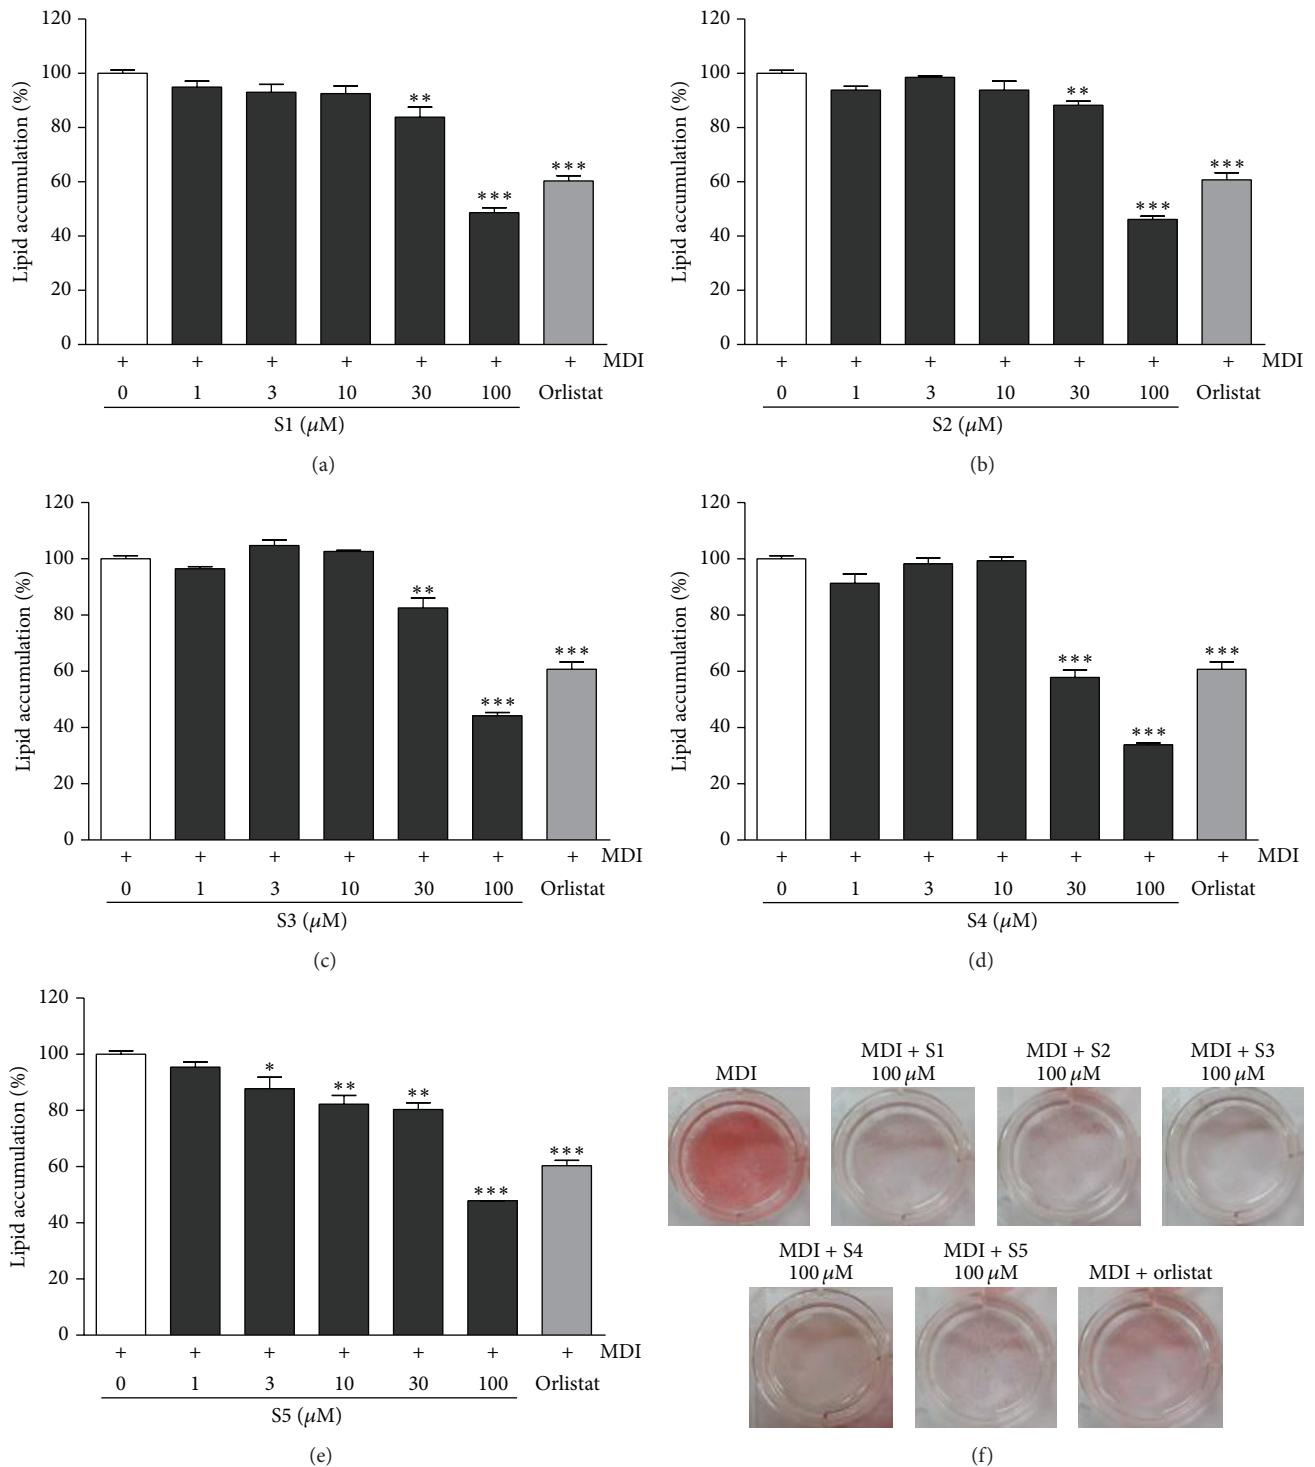 120
100
80
60
40
20
0
Lipid accumulation (%)
**
***
***
+ + + + + + + MDI
0 1 3 10 30 100 Orlistat
S1 (μM)
(a)
120
100
80
60
40
20
0
Lipid accumulation (%)
**
***
***
+ + + + + + + MDI
0 1 3 10 30 100 Orlistat
S2 (μM)
(b)
120
100
80
60
40
20
0
Lipid accumulation (%)
**
***
***
+ + + + + + + MDI
0 1 3 10 30 100 Orlistat
S3 (μM)
(c)
120
100
80
60
40
20
0
Lipid accumulation (%)
***
***
***
+ + + + + + + MDI
0 1 3 10 30 100 Orlistat
S4 (μM)
(d)
120
100
80
60
40
20
0
Lipid accumulation (%)
*
**
**
***
***
+ + + + + + + MDI
0 1 3 10 30 100 Orlistat
S5 (μM)
(e)
MDI
MDI + S1
100 μM
MDI + S2
100 μM
MDI + S3
100 μM
MDI + S4
100 μM
MDI + S5
100 μM
MDI + orlistat
(f)